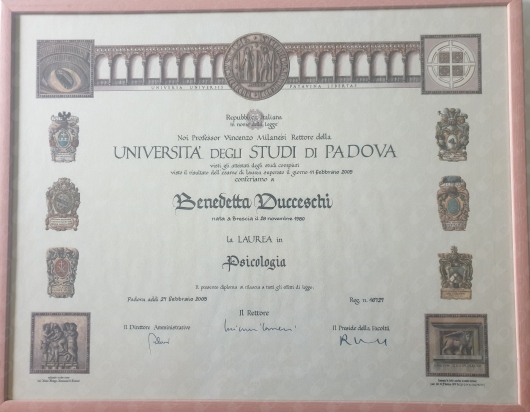 UNIVERSA UNIVERSIS PATAVINA LIBERTAS
Repubblica Italiana
in nome della legge
Noi Professor Vincenzo Milanesi Rettore della
UNIVERSITA' DEGLI STUDI DI PADOVA
visti gli attestati degli studi compiuti
visto il risultato dell'esame di laurea superato il giorno 11 febbraio 2005
conferiamo a
Benedetta Ducceschi
nata a Brescia il 28 novembre 1980
la LAUREA in
Psicologia
Il presente diploma si rilascia a tutti gli effetti di legge.
Padova addì 21 febbraio 2005
Reg. n.
Il Rettore
Il Direttore Amministrativo
Il Preside della Facoltà